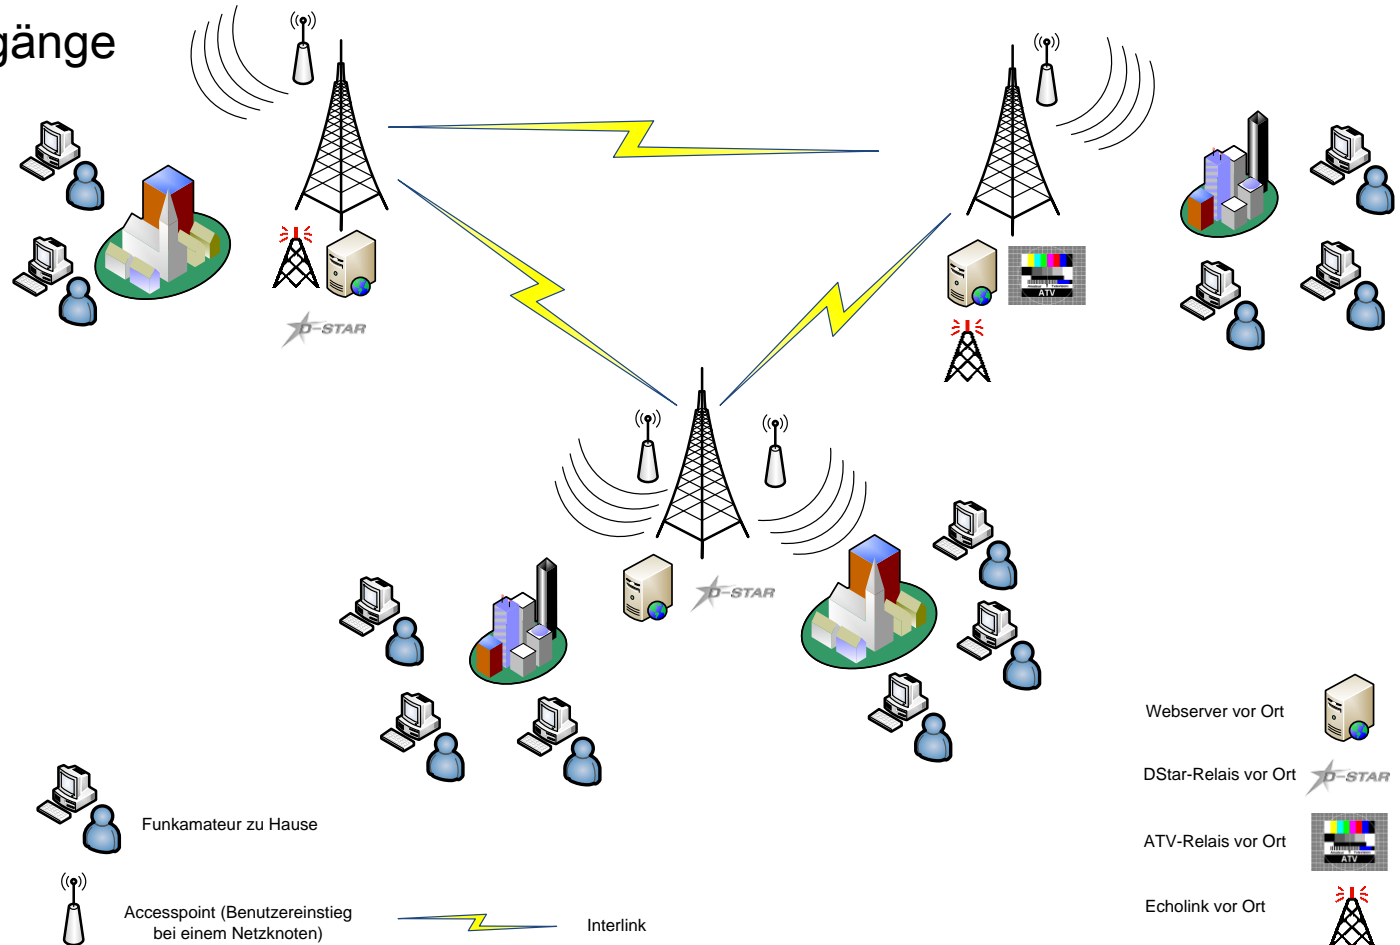 gänge
D-STAR
ATV
D-STAR
Webserver vor Ort
DStar-Relais vor Ort
D-STAR
Funkamateur zu Hause
ATV-Relais vor Ort
ATV
Accesspoint (Benutzereinstieg
bei einem Netzknoten)
Interlink
Echolink vor Ort